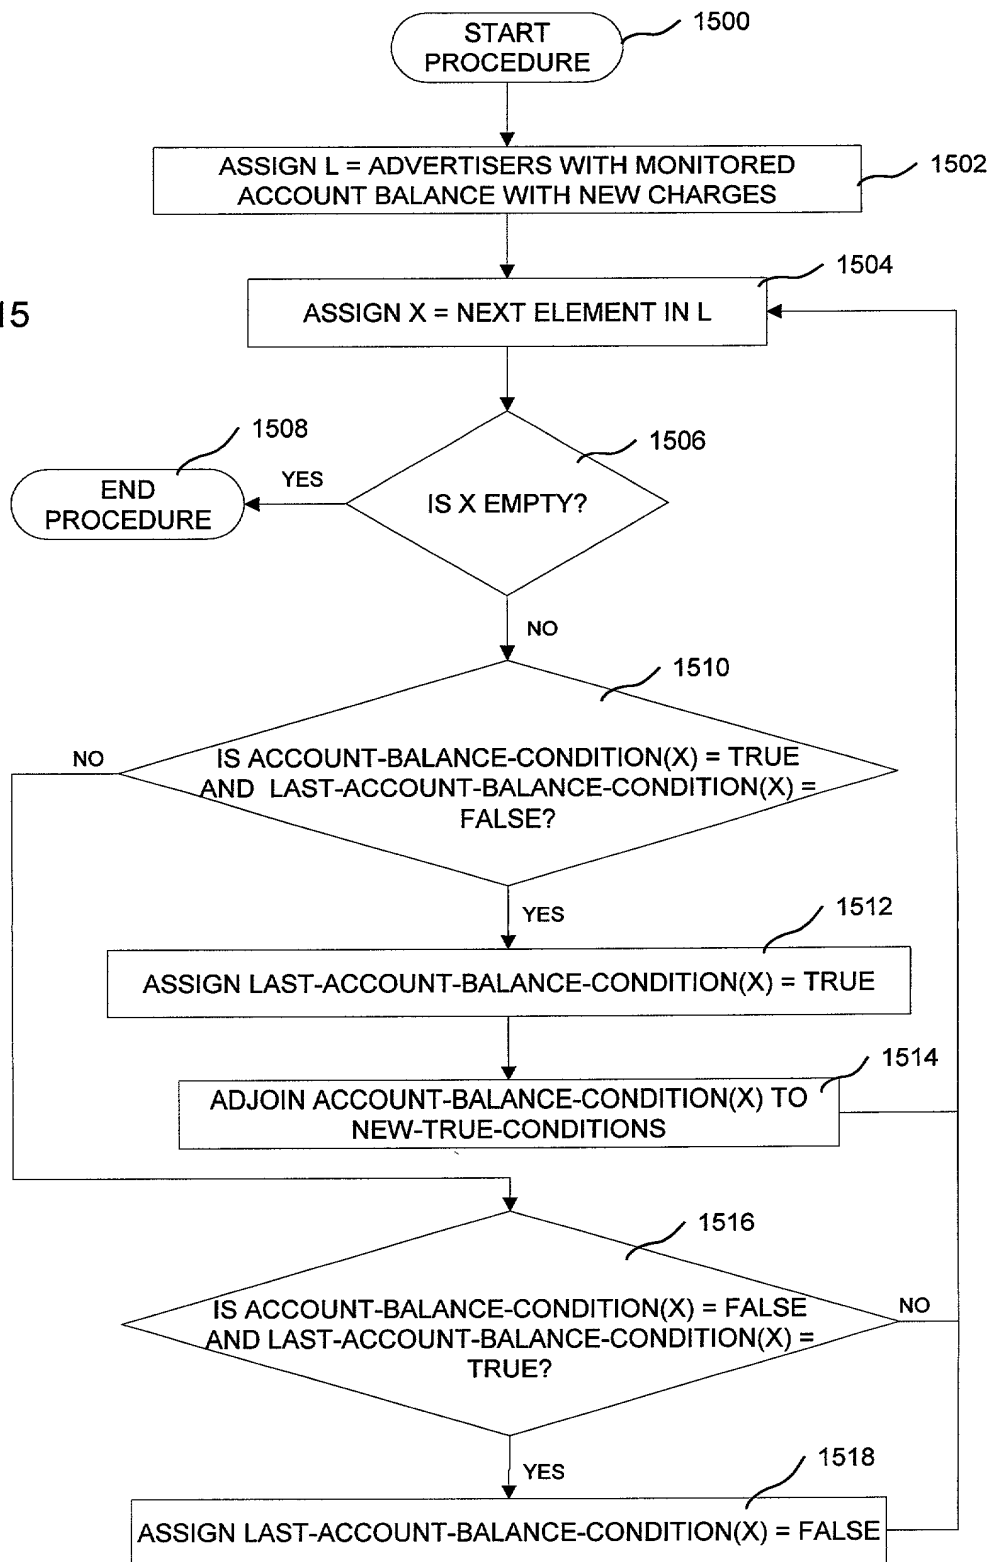 START
PROCEDURE
1500
ASSIGN L = ADVERTISERS WITH MONITORED
ACCOUNT BALANCE WITH NEW CHARGES
1502
15
ASSIGN X = NEXT ELEMENT IN L
1504
IS X EMPTY?
1506
YES
END
PROCEDURE
1508
NO
IS ACCOUNT-BALANCE-CONDITION(X) = TRUE
AND LAST-ACCOUNT-BALANCE-CONDITION(X) =
FALSE?
1510
NO
YES
ASSIGN LAST-ACCOUNT-BALANCE-CONDITION(X) = TRUE
1512
ADJOIN ACCOUNT-BALANCE-CONDITION(X) TO
NEW-TRUE-CONDITIONS
1514
IS ACCOUNT-BALANCE-CONDITION(X) = FALSE
AND LAST-ACCOUNT-BALANCE-CONDITION(X) =
TRUE?
1516
NO
YES
ASSIGN LAST-ACCOUNT-BALANCE-CONDITION(X) = FALSE
1518